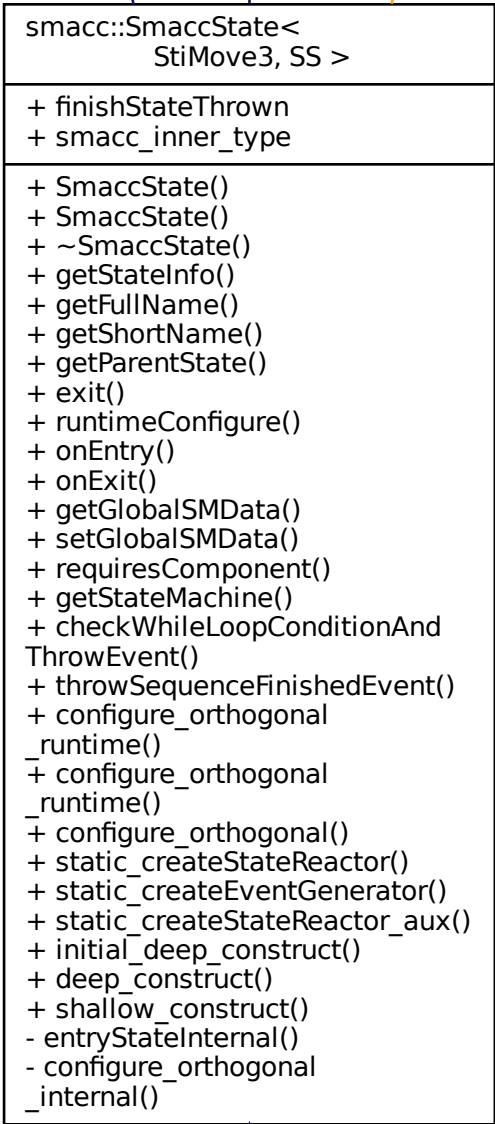 smacc::SmaccState<
StiMove3, SS >
+ finishStateThrown
+ smacc_inner_type
+ SmaccState()
+ SmaccState()
+ ~SmaccState()
+ getStateInfo()
+ getFullName()
+ getShortName()
+ getParentState()
+ exit()
+ runtimeConfigure()
+ onEntry()
+ onExit()
+ getGlobalSMData()
+ setGlobalSMData()
+ requiresComponent()
+ getStateMachine()
+ checkWhileLoopConditionAnd
ThrowEvent()
+ throwSequenceFinishedEvent()
+ configure_orthogonal
_runtime()
+ configure_orthogonal
_runtime()
+ configure_orthogonal()
+ static_createStateReactor()
+ static_createEventGenerator()
+ static_createStateReactor_aux()
+ initial_deep_construct()
+ deep_construct()
+ shallow_construct()
- entryStateInternal()
- configure_orthogonal
_internal()